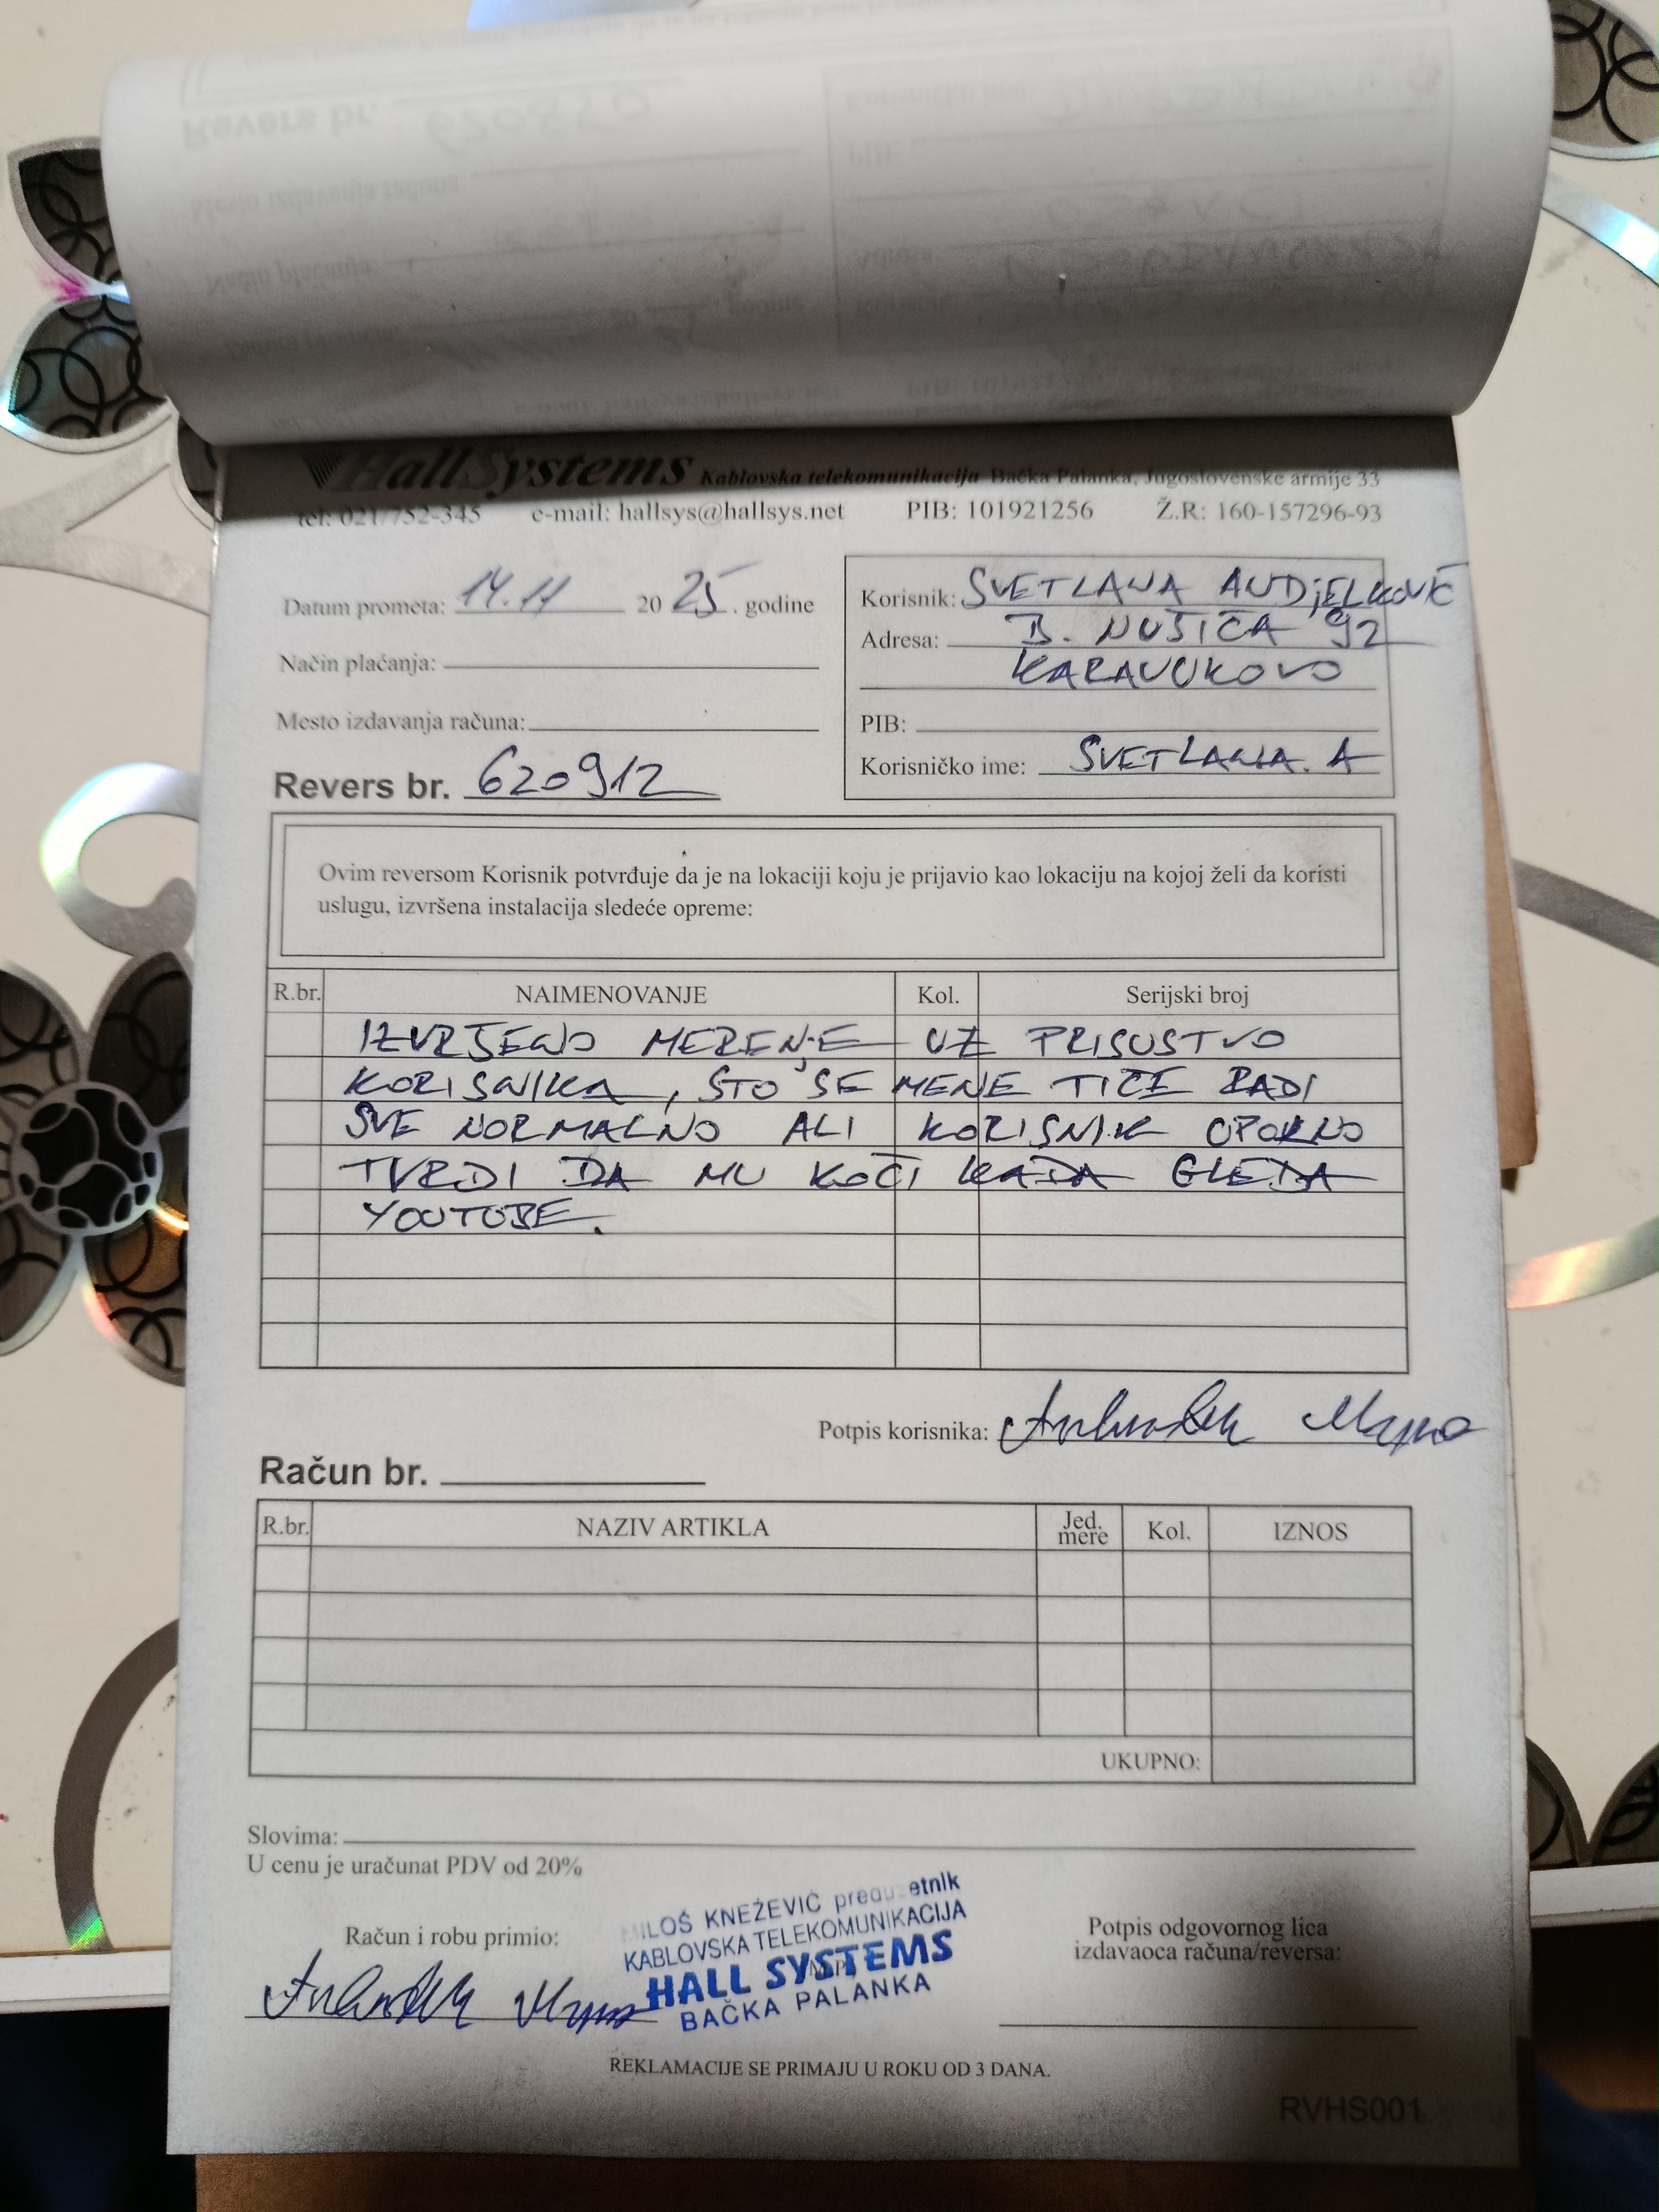 HallSystems Kablovska telekomunikacija Bačka Palanka, Jugoslovenske armije 33
tel: 021/752-345 e-mail: hallsys@hallsys.net PIB: 101921256 Ž.R: 160-157296-93
Datum prometa: 14.11 2025. godine
Način plaćanja:
Mesto izdavanja računa:
Revers br. 620912
Korisnik: SVETLANA ANDjELKOVIĆ
Adresa: B. NUŠIĆA 92
KARAVUKOVO
PIB:
Korisničko ime: SVETLANA.A
Ovim reversom Korisnik potvrđuje da je na lokaciji koju je prijavio kao lokaciju na kojoj želi da koristi
uslugu, izvršena instalacija sledeće opreme:
R.br. NAIMENOVANJE Kol. Serijski broj
IZVRŠENO MERENJE UZ PRISUSTVO
KORISNIKA, ŠTO SE MENE TIČE RADI
SVE NORMALNO ALI KORISNIK UPORNO
TVRDI DA MU KOČI KADA GLEDA
YOUTUBE.
Potpis korisnika:
Račun br.
R.br. NAZIV ARTIKLA Jed. mere Kol. IZNOS
UKUPNO:
Slovima:
U cenu je uračunat PDV od 20%
Račun i robu primio:
MILOŠ KNEŽEVIĆ preduzetnik
KABLOVSKA TELEKOMUNIKACIJA
HALL SYSTEMS
BAČKA PALANKA
Potpis odgovornog lica
izdavaoca računa/reversa:
REKLAMACIJE SE PRIMAJU U ROKU OD 3 DANA.
RVHS001